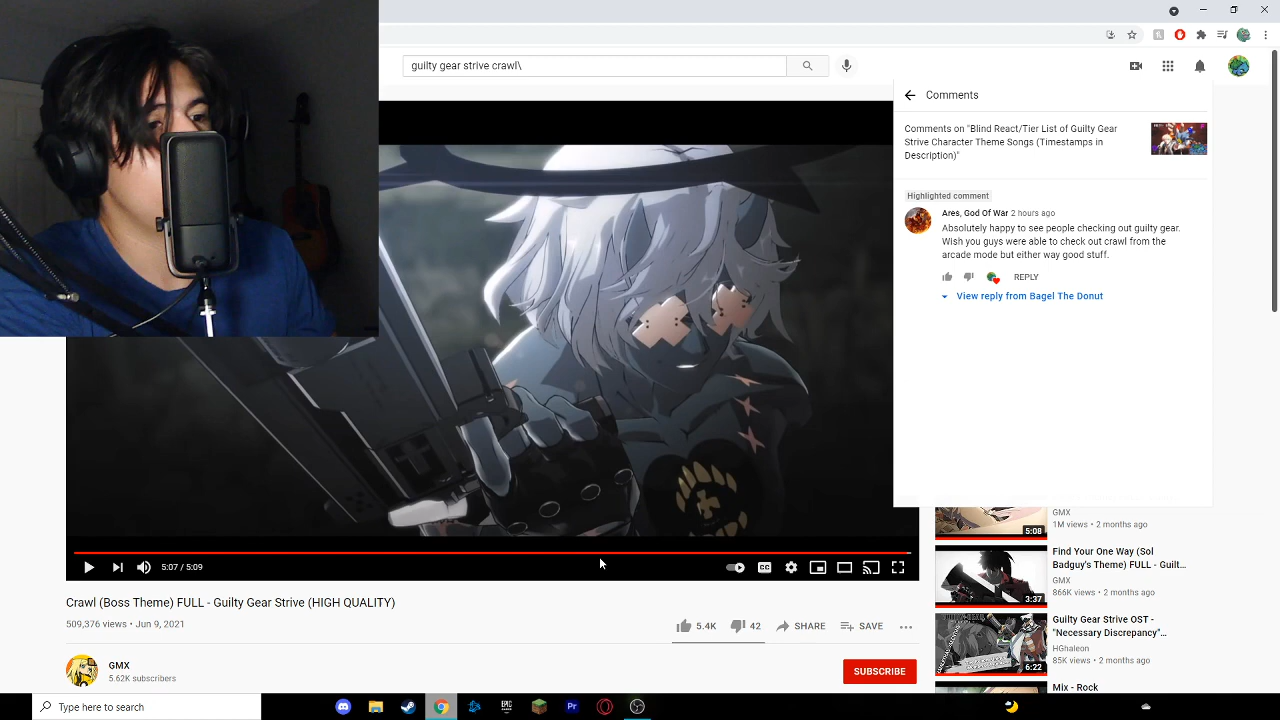 guilty gear strive crawl\
Comments
Comments on "Blind React/Tier List of Guilty Gear
Strive Character Theme Songs (Timestamps in
Description)"
Highlighted comment
Ares, God Of War 2 hours ago
Absolutely happy to see people checking out guilty gear.
Wish you guys were able to check out crawl from the
arcade mode but either way good stuff.
REPLY
View reply from Bagel The Donut
5:07 / 5:09
CC
Crawl (Boss Theme) FULL - Guilty Gear Strive (HIGH QUALITY)
509,376 views • Jun 9, 2021
5.4K
42
SHARE
SAVE
GMX
5.62K subscribers
SUBSCRIBE
GMX
1M views • 2 months ago
5:08
Find Your One Way (Sol
Badguy's Theme) FULL - Guilt...
GMX
866K views • 2 months ago
3:37
Guilty Gear Strive OST -
"Necessary Discrepancy"...
HGhaleon
85K views • 2 months ago
6:22
Mix - Rock
Type here to search
EPIC
Pr